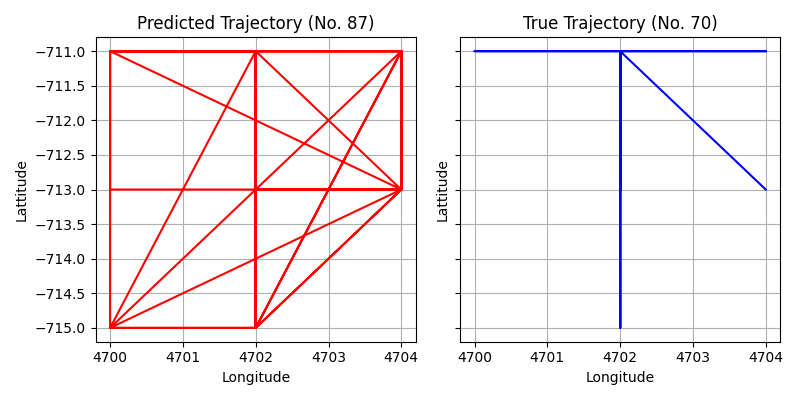 Predicted Trajectory (No. 87)
True Trajectory (No. 70)
Lattitude
−711.0
−711.5
−712.0
−712.5
−713.0
−713.5
−714.0
−714.5
−715.0
4700 4701 4702 4703 4704
Longitude
Lattitude
4700 4701 4702 4703 4704
Longitude